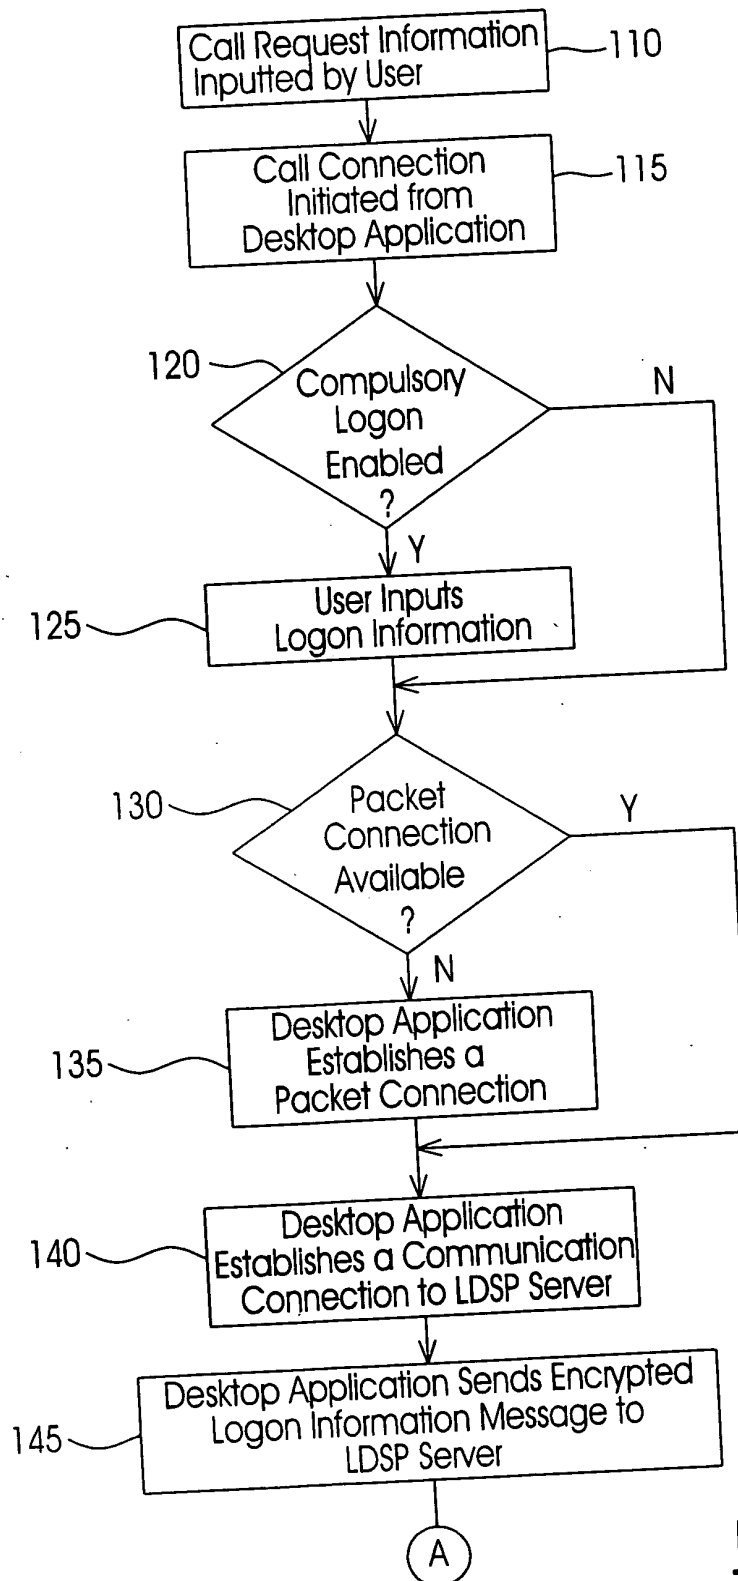 Call Request Information
Inputted by User
110
Call Connection
Initiated from
Desktop Application
115
120
Compulsory
Logon
Enabled
?
N
Y
125
User Inputs
Logon Information
130
Packet
Connection
Available
?
Y
N
135
Desktop Application
Establishes a
Packet Connection
140
Desktop Application
Establishes a Communication
Connection to LDSP Server
145
Desktop Application Sends Encrypted
Logon Information Message to
LDSP Server
A